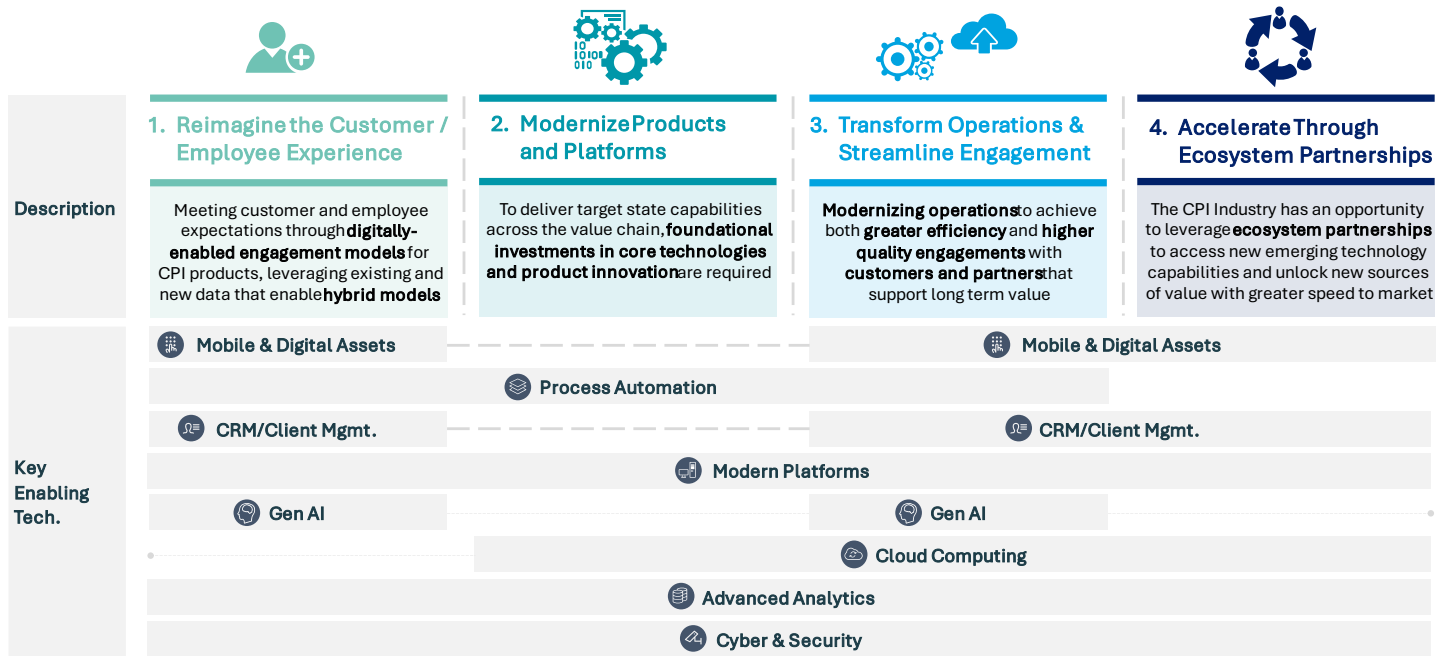 1. Reimagine the Customer /
Employee Experience
2. Modernize Products
and Platforms
3. Transform Operations &
Streamline Engagement
4. Accelerate Through
Ecosystem Partnerships
Description
Meeting customer and employee
expectations through digitally-
enabled engagement models for
CPI products, leveraging existing and
new data that enable hybrid models
To deliver target state capabilities
across the value chain, foundational
investments in core technologies
and product innovation are required
Modernizing operations to achieve
both greater efficiency and higher
quality engagements with
customers and partners that
support long term value
The CPI Industry has an opportunity
to leverage ecosystem partnerships
to access new emerging technology
capabilities and unlock new sources
of value with greater speed to market
Key
Enabling
Tech.
Mobile & Digital Assets
Mobile & Digital Assets
Process Automation
CRM/Client Mgmt.
CRM/Client Mgmt.
Modern Platforms
Gen AI
Gen AI
Cloud Computing
Advanced Analytics
Cyber & Security